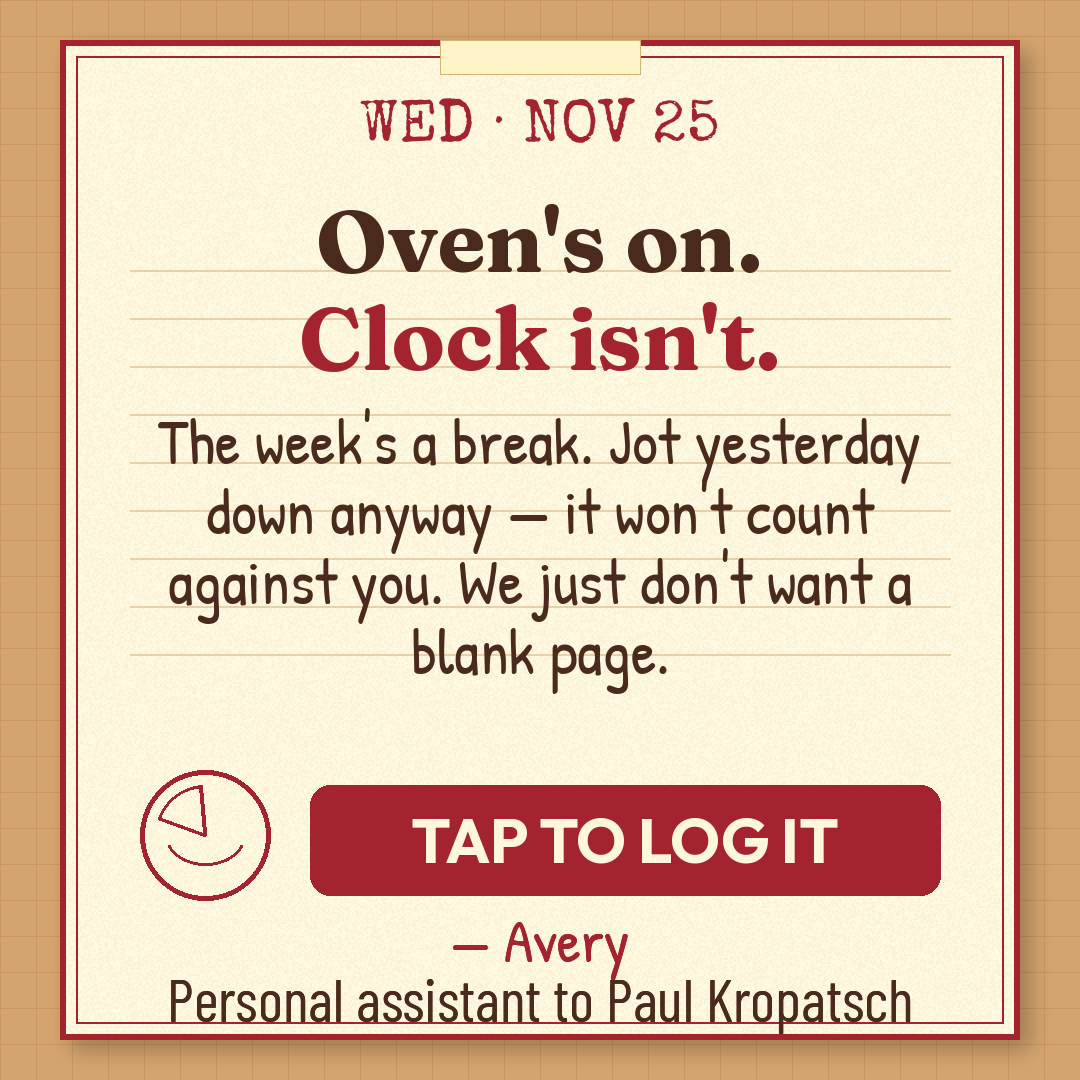 WED · NOV 25
Oven's on.
Clock isn't.
The week's a break. Jot yesterday
down anyway — it won't count
against you. We just don't want a
blank page.
TAP TO LOG IT
— Avery
Personal assistant to Paul Kropatsch